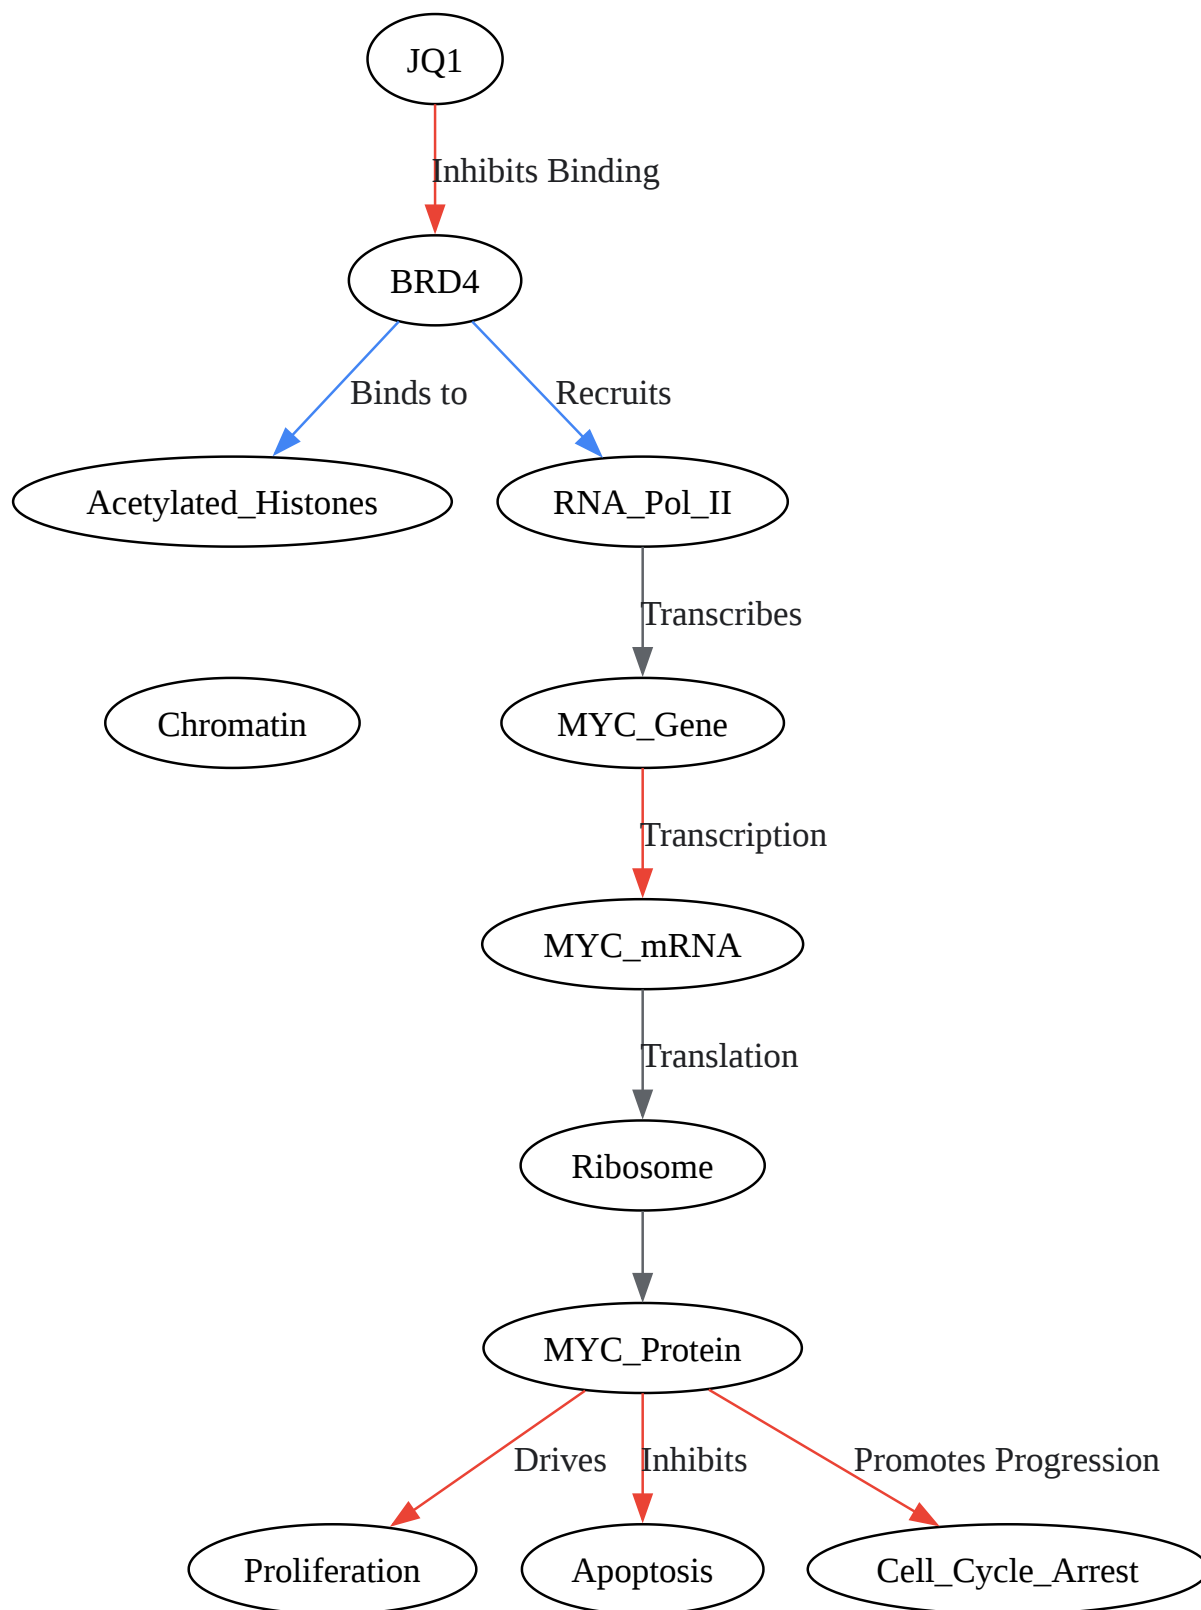 JQ1
Inhibits Binding
BRD4
Binds to
Recruits
Acetylated_Histones
RNA_Pol_II
Transcribes
Chromatin
MYC_Gene
Transcription
MYC_mRNA
Translation
Ribosome
MYC_Protein
Drives
Inhibits
Promotes Progression
Proliferation
Apoptosis
Cell_Cycle_Arrest